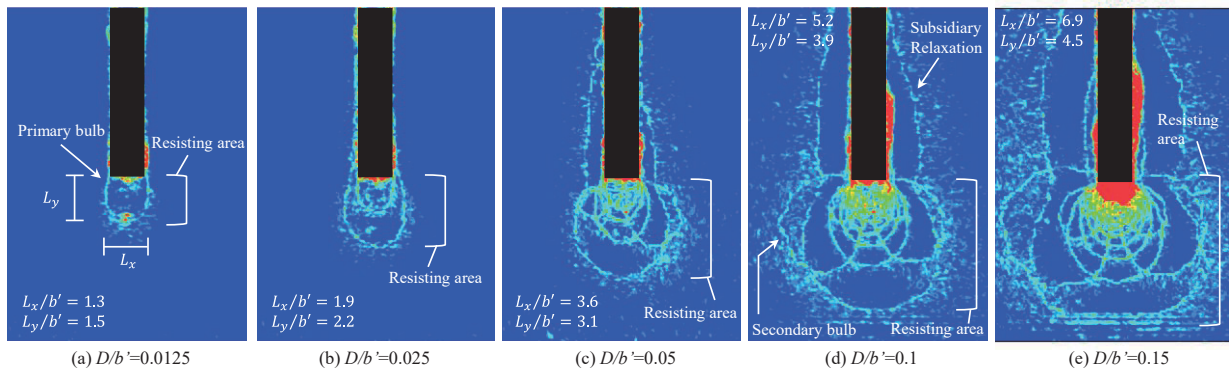 Primary bulb
Resisting area
L_y
L_x
L_x/b′=1.3
L_y/b′=1.5
(a) D/b’=0.0125
Resisting area
L_x/b′=1.9
L_y/b′=2.2
(b) D/b’=0.025
L_x/b′=3.6
L_y/b′=3.1
Resisting area
(c) D/b’=0.05
L_x/b′=5.2
L_y/b′=3.9
Subsidiary
Relaxation
Secondary bulb
Resisting area
(d) D/b’=0.1
L_x/b′=6.9
L_y/b′=4.5
Resisting
area
(e) D/b’=0.15